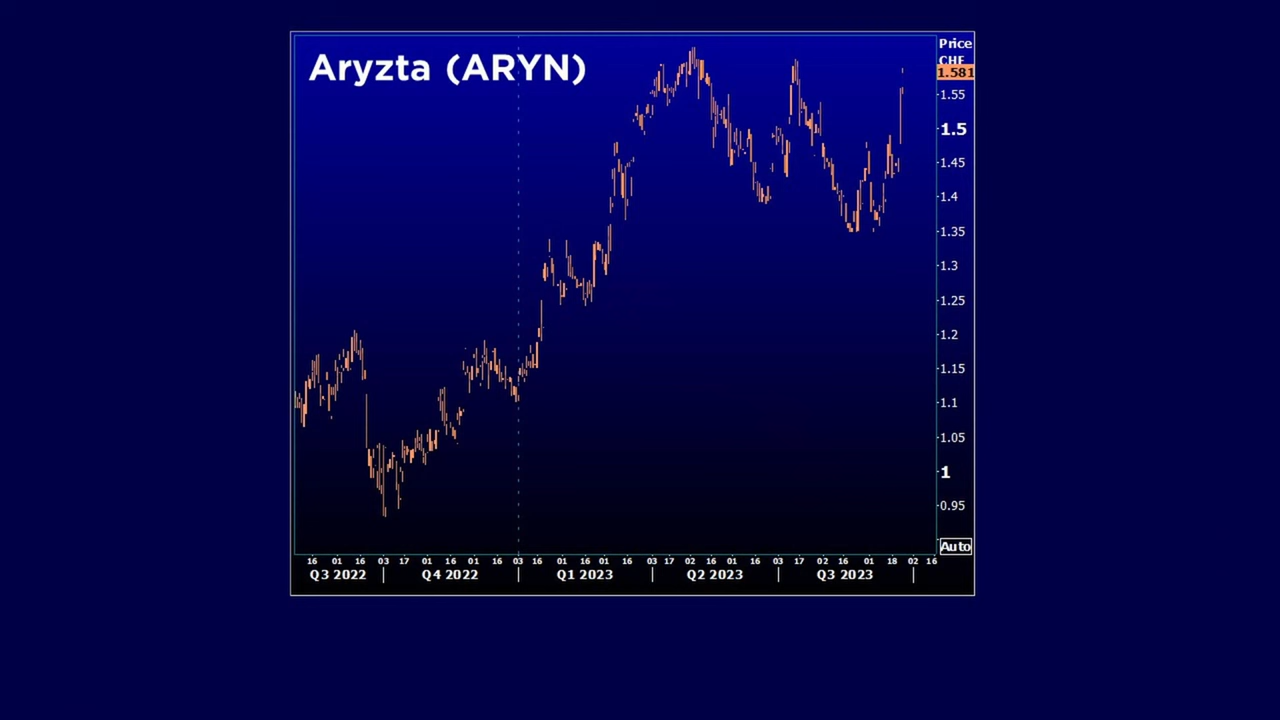 Aryzta (ARYN)
Price
CHF
1.581
1.55
1.5
1.45
1.4
1.35
1.3
1.25
1.2
1.15
1.1
1.05
1
0.95
Auto
16 01 16 03 17 01 16 01 16 03 16 01 16 01 16 03 17 02 16 01 16 03 17 02 16 01 18 02 16
Q3 2022 Q4 2022 Q1 2023 Q2 2023 Q3 2023